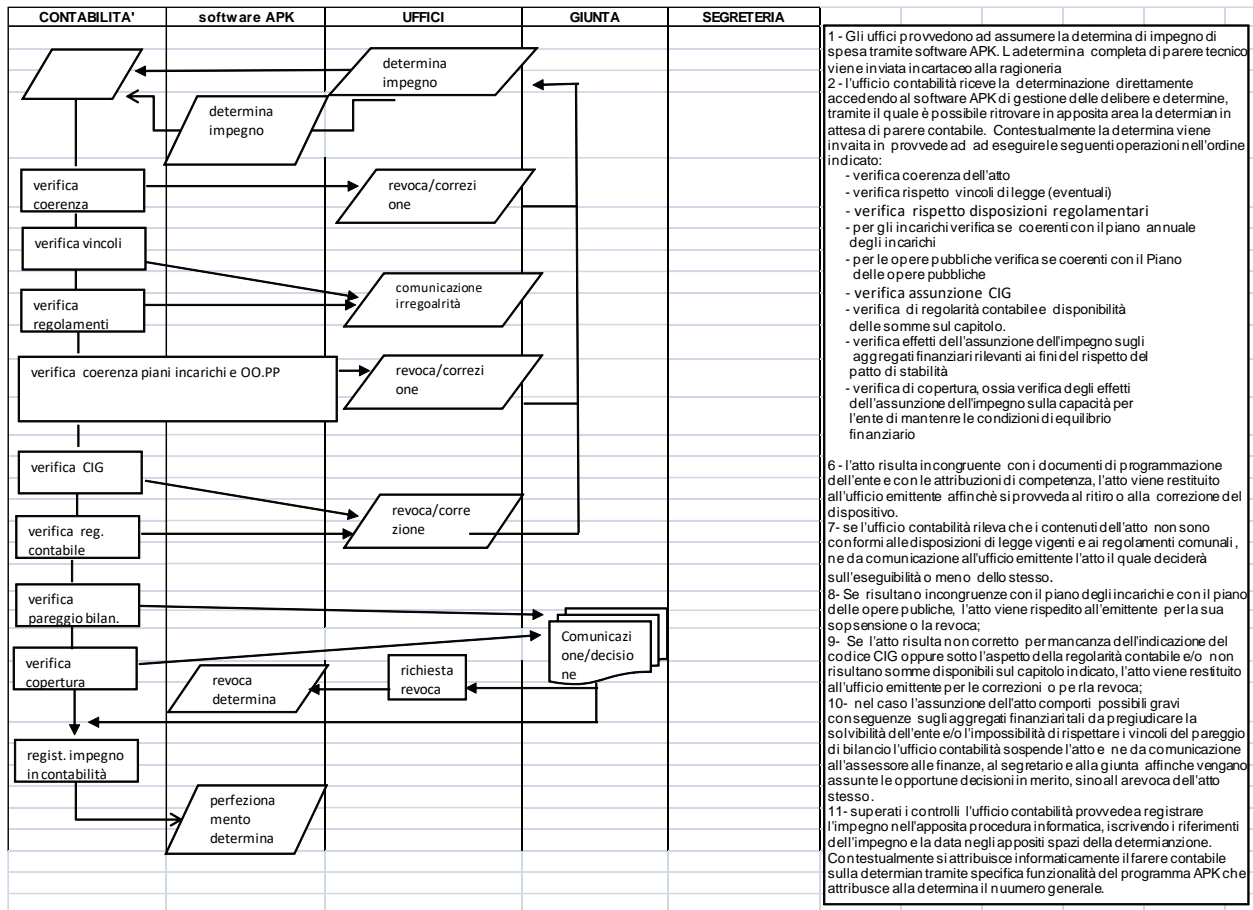 CONTABILITA' software APK UFFICI GIUNTA SEGRETERIA
determina
impegno
determina
impegno
verifica
coerenza
revoca/correzi
one
verifica vincoli
comunicazione
irregoalrità
verifica
regolamenti
verifica coerenza piani incarichi e OO.PP
revoca/correzi
one
verifica CIG
revoca/corre
zione
verifica reg.
contabile
verifica
pareggio bilan.
Comunicazi
one/decisio
ne
verifica
copertura
richiesta
revoca
revoca
determina
regist. impegno
in contabilità
perfeziona
mento
determina
1 - Gli uffici provvedono ad assumere la determina di impegno di
spesa tramite software APK. L adetermina completa di parere tecnico
viene inviata in cartaceo alla ragioneria
2 - l'ufficio contabilità riceve la determinazione direttamente
accedendo al software APK di gestione delle delibere e determine,
tramite il quale è possibile ritrovare in apposita area la determian in
attesa di parere contabile. Contestualmente la determina viene
invaita in provvede ad ad eseguire le seguenti operazioni nell'ordine
indicato:
- verifica coerenza dell'atto
- verifica rispetto vincoli di legge (eventuali)
- verifica rispetto disposizioni regolamentari
- per gli incarichi verifica se coerenti con il piano annuale
degli incarichi
- per le opere pubbliche verifica se coerenti con il Piano
delle opere pubbliche
- verifica assunzione CIG
- verifica di regolarità contabile e disponibilità
delle somme sul capitolo.
- verifica effetti dell'assunzione dell'impegno sugli
aggregati finanziari rilevanti ai fini del rispetto del
patto di stabilità
- verifica di copertura, ossia verifica degli effetti
dell'assunzione dell'impegno sulla capacità per
l'ente di mantenre le condizioni di equilibrio
finanziario
6 - l'atto risulta incongruente con i documenti di programmazione
dell'ente e con le attribuzioni di competenza, l'atto viene restituito
all'ufficio emittente affinchè si provveda al ritiro o alla correzione del
dispositivo.
7- se l'ufficio contabilità rileva che i contenuti dell'atto non sono
conformi alle disposizioni di legge vigenti e ai regolamenti comunali,
ne da comunicazione all'ufficio emittente l'atto il quale deciderà
sull'eseguibilità o meno dello stesso.
8- Se risultano incongruenze con il piano degli incarichi e con il piano
delle opere publiche, l'atto viene rispedito all'emittente per la sua
sopsensione o la revoca;
9- Se l'atto risulta non corretto per mancanza dell'indicazione del
codice CIG oppure sotto l'aspetto della regolarità contabile e/o non
risultano somme disponibili sul capitolo indicato, l'atto viene restituito
all'ufficio emittente per le correzioni o pe rla revoca;
10- nel caso l'assunzione dell'atto comporti possibili gravi
conseguenze sugli aggregati finanziari tali da pregiudicare la
solvibilità dell'ente e/o l'impossibilità di rispettare i vincoli del pareggio
di bilancio l'ufficio contabilità sospende l'atto e ne da comunicazione
all'assessore alle finanze, al segretario e alla giunta affinche vengano
assunte le opportune decisioni in merito, sino all arevoca dell'atto
stesso.
11- superati i controlli l'ufficio contabilità provvede a registrare
l'impegno nell'apposita procedura informatica, iscrivendo i riferimenti
dell'impegno e la data negli appositi spazi della determianzione.
Contestualmente si attribuisce informaticamente il farere contabile
sulla determian tramite specifica funzionalità del programma APK che
attribusce alla determina il nuumero generale.